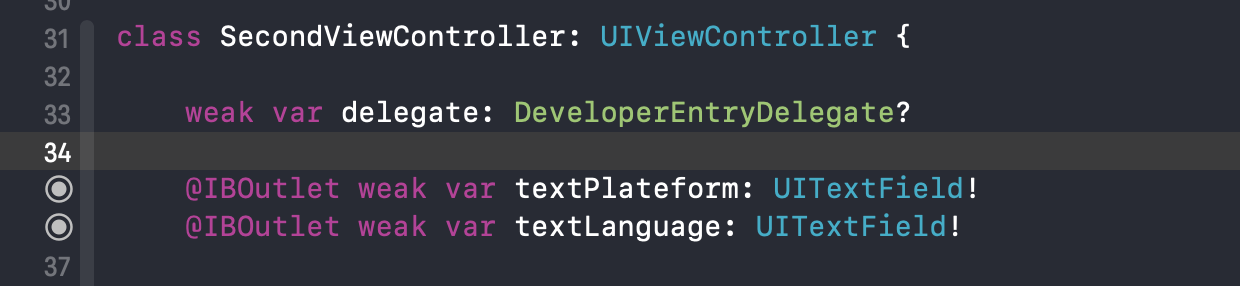 30
31 class SecondViewController: UIViewController {
32
33 weak var delegate: DeveloperEntryDelegate?
34
@IBOutlet weak var textPlateform: UITextField!
@IBOutlet weak var textLanguage: UITextField!
37